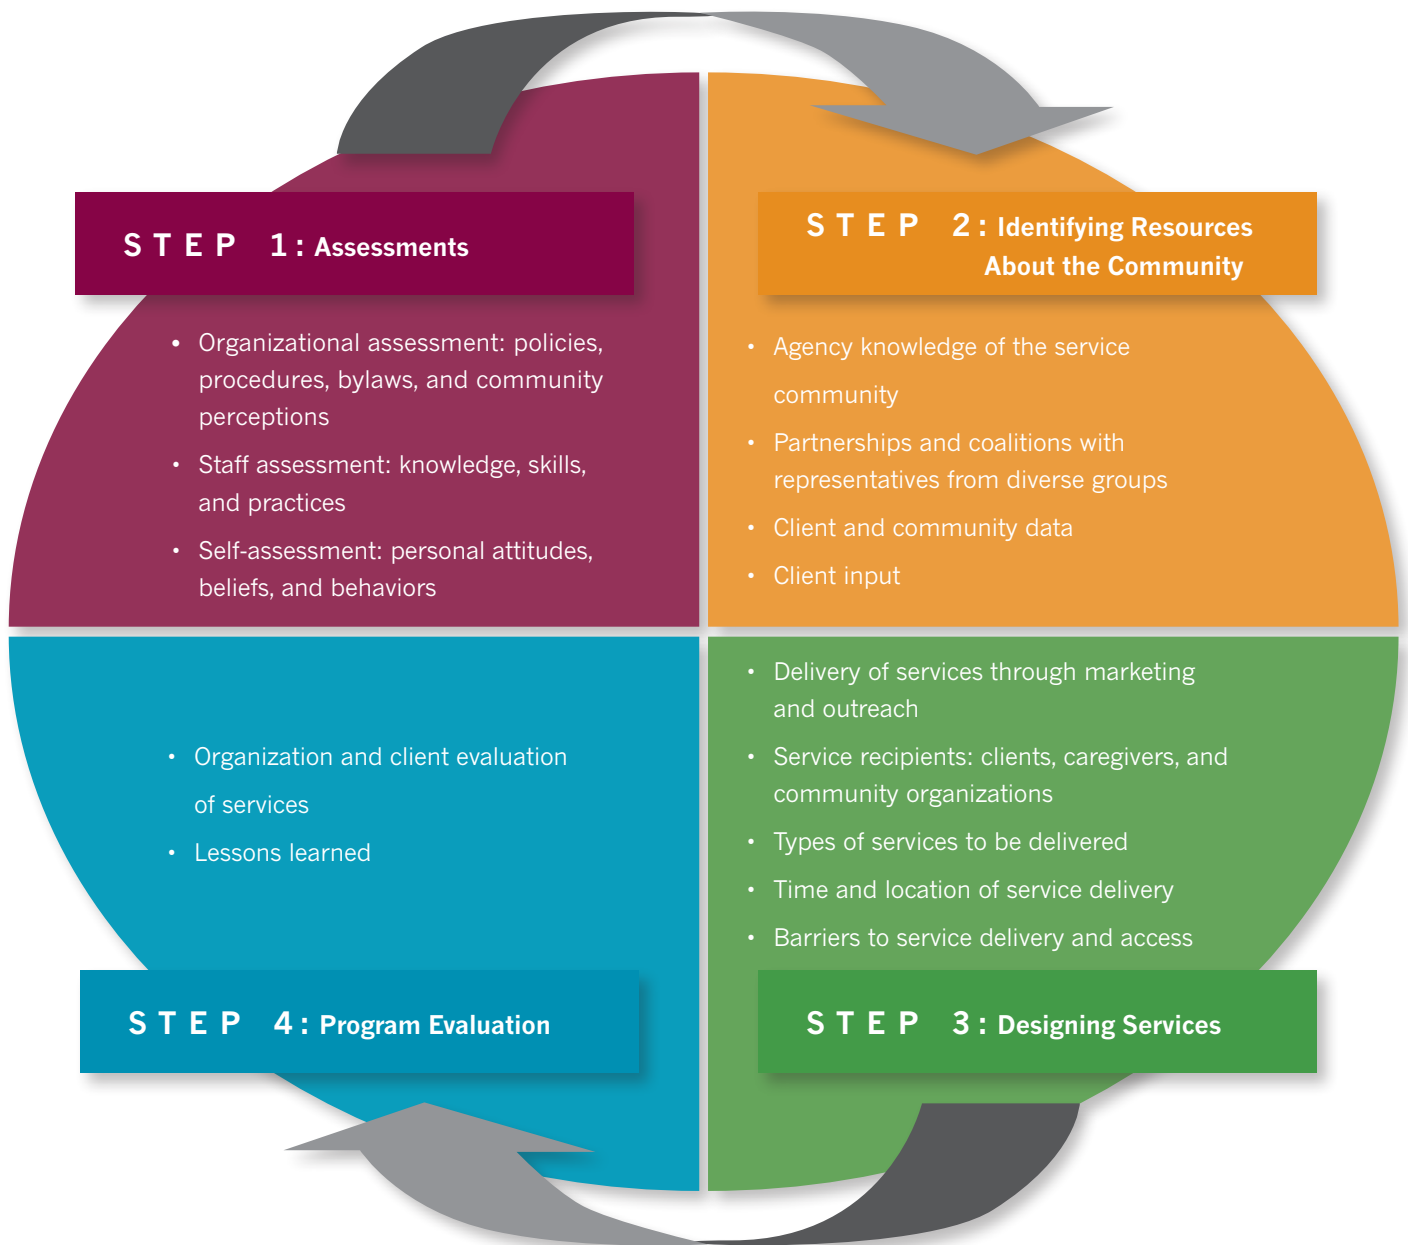 STEP 1: Assessments
• Organizational assessment: policies,
procedures, bylaws, and community
perceptions
• Staff assessment: knowledge, skills,
and practices
• Self-assessment: personal attitudes,
beliefs, and behaviors
STEP 2: Identifying Resources
About the Community
• Agency knowledge of the service
community
• Partnerships and coalitions with
representatives from diverse groups
• Client and community data
• Client input
• Delivery of services through marketing
and outreach
• Service recipients: clients, caregivers, and
community organizations
• Types of services to be delivered
• Time and location of service delivery
• Barriers to service delivery and access
STEP 3: Designing Services
• Organization and client evaluation
of services
• Lessons learned
STEP 4: Program Evaluation